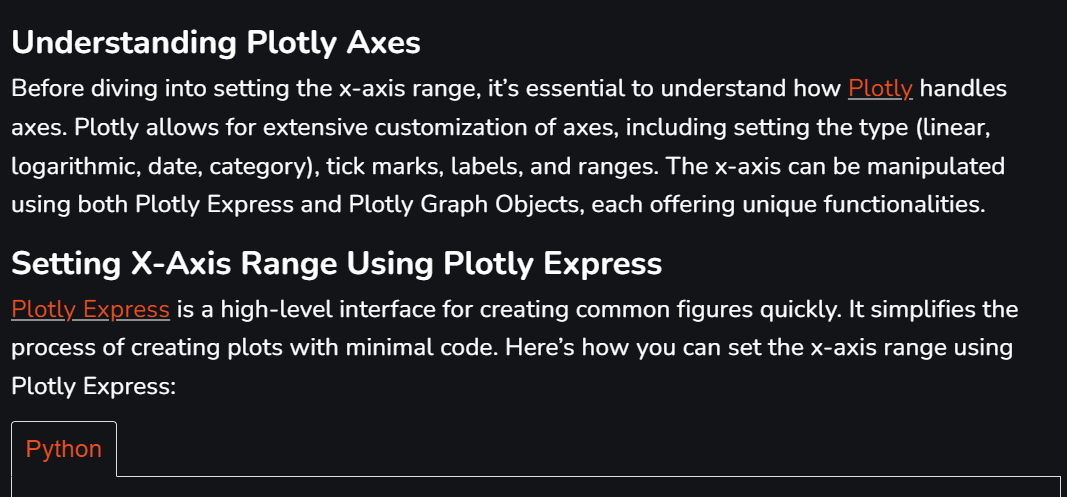 Understanding Plotly Axes
Before diving into setting the x-axis range, it’s essential to understand how Plotly handles
axes. Plotly allows for extensive customization of axes, including setting the type (linear,
logarithmic, date, category), tick marks, labels, and ranges. The x-axis can be manipulated
using both Plotly Express and Plotly Graph Objects, each offering unique functionalities.
Setting X-Axis Range Using Plotly Express
Plotly Express is a high-level interface for creating common figures quickly. It simplifies the
process of creating plots with minimal code. Here’s how you can set the x-axis range using
Plotly Express:
Python